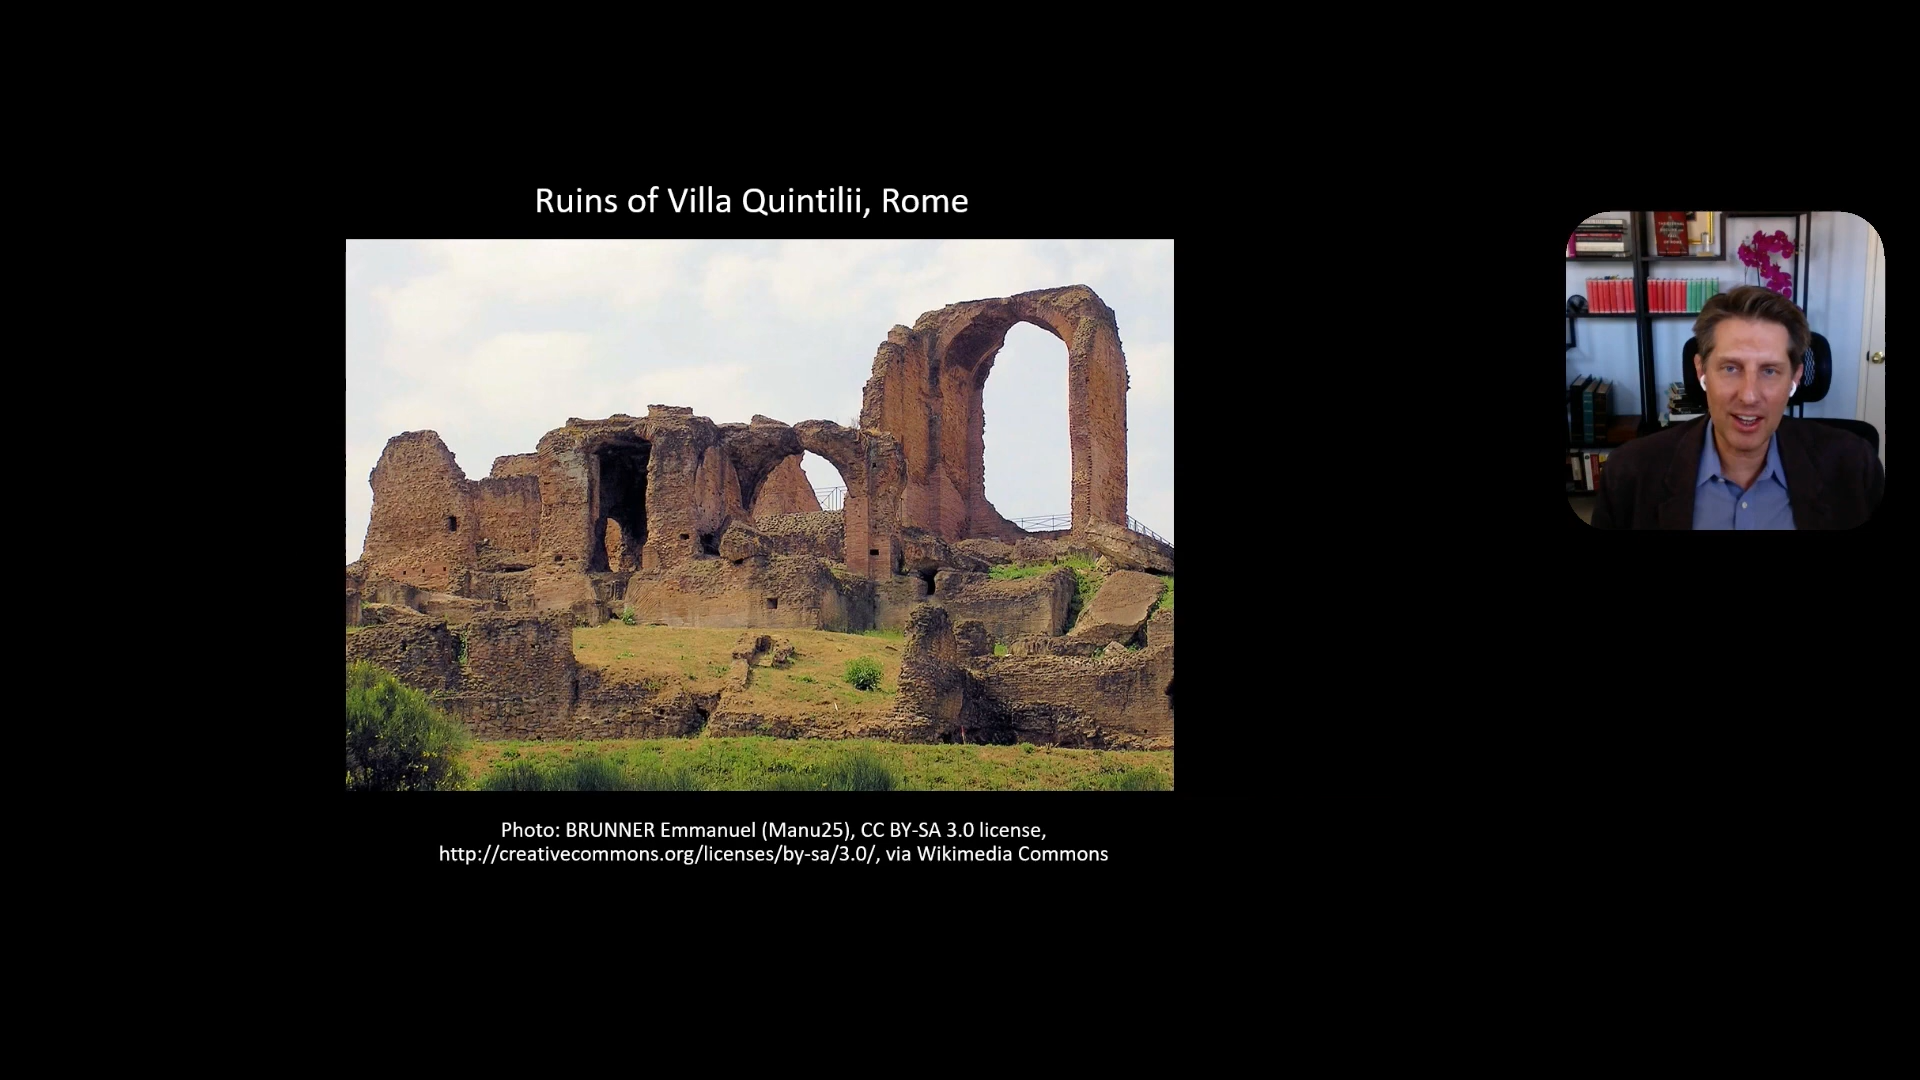 Ruins of Villa Quintilii, Rome
Photo: BRUNNER Emmanuel (Manu25), CC BY-SA 3.0 license,
http://creativecommons.org/licenses/by-sa/3.0/, via Wikimedia Commons